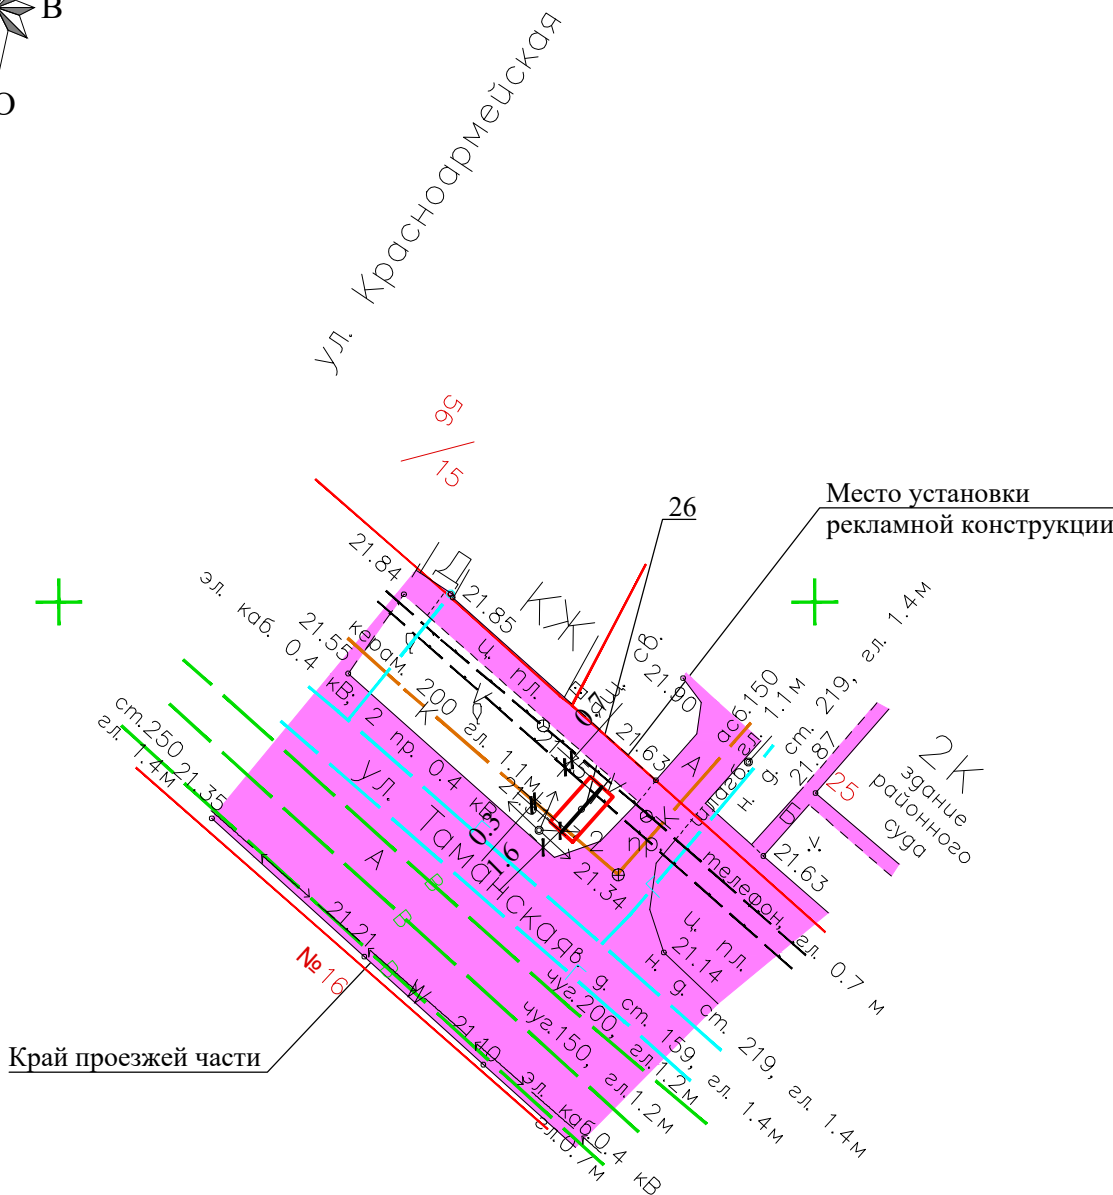 В
Ю
ул. Красноармейская
56
15
26
Место установки
рекламной конструкции
21.84
Д
21.85
КЖ
эл. каб. 0.4 кВ; 2 пр. 0.4 кВ
21.55
керам. 200 гл. 1.1м
К
ц. пл.
0.7
св.
21.90
21.63
А
асб.150
гл. 1.1м
н. д. ст. 219, гл. 1.4м
21.87
2К
здание
районного
суда
25
21.63
ст.250
гл. 1.4м
21.35
ул. Таманская
А
0.3
1.6
2 пр.
К
21.34
телефон, гл. 0.7 м
ц. пл.
21.14
н. д. ст. 219, гл. 1.4м
в. д. ст. 159, гл. 1.4м
чуг.200, гл.1.2м
чуг.150, гл.1.2м
В
В
В
21.21
W
21.10
№16
эл. каб.0.4 кВ
гл.0.7м
Край проезжей части